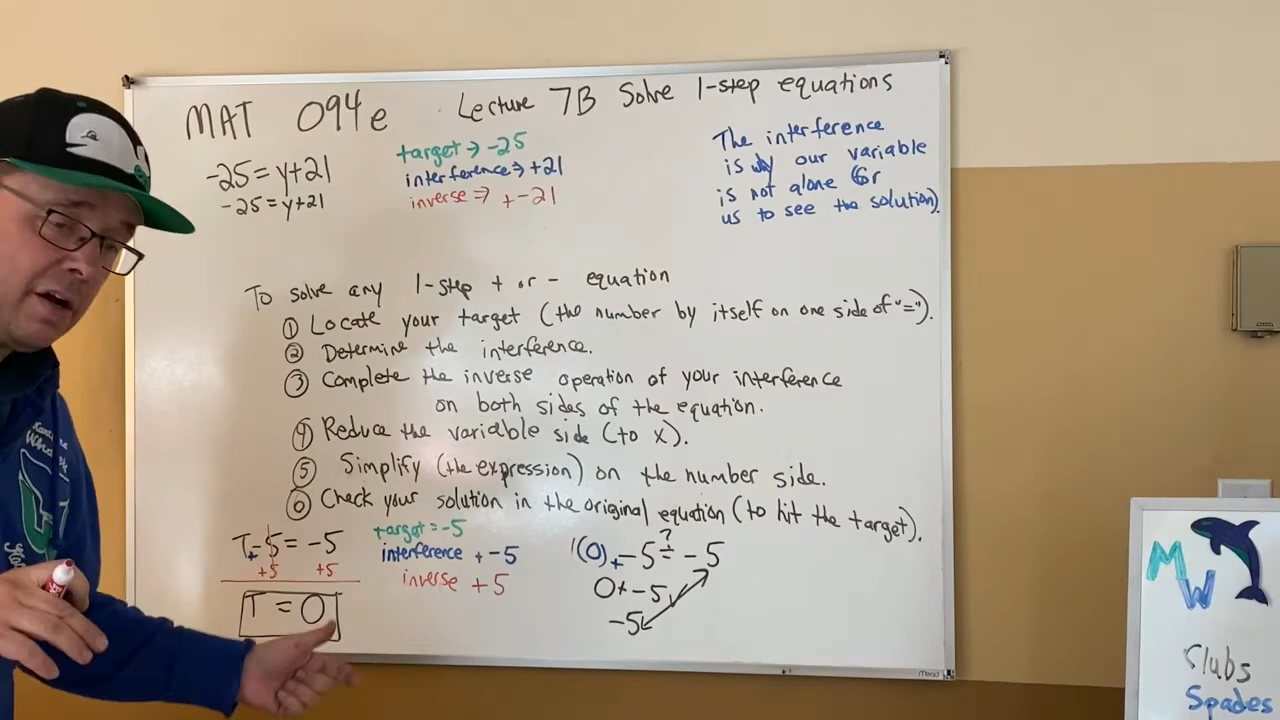 MAT 094e Lecture 7B Solve 1-step equations
-25 = y+21
-25 = y+21
target → -25
interference ⇒ +21
inverse ⇒ +-21
The interference
is why our variable
is not alone (for
us to see the solution).
To solve any 1-step + or - equation
① Locate your target (the number by itself on one side of "=").
② Determine the interference.
③ Complete the inverse operation of your interference
on both sides of the equation.
④ Reduce the variable side (to x).
⑤ Simplify (the expression) on the number side.
⑥ Check your solution in the original equation (to hit the target).
T-5 = -5
+5 +5
T = 0
target = -5
interference + -5
inverse +5
1(0)+-5 ≟ -5
0+-5
-5
MW
Clubs
Spades